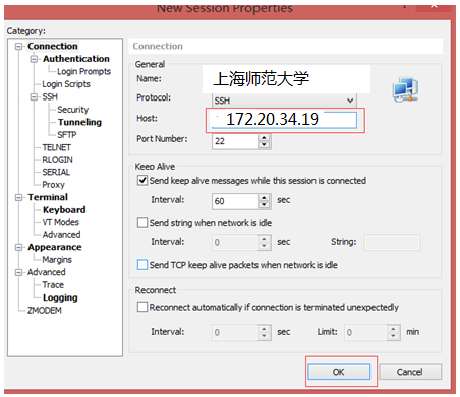 New Session Properties
Category:
Connection
Authentication
Login Prompts
Login Scripts
SSH
Security
Tunneling
SFTP
TELNET
RLOGIN
SERIAL
Proxy
Terminal
Keyboard
VT Modes
Advanced
Appearance
Margins
Advanced
Trace
Logging
ZMODEM
Connection
General
Name: 上海师范大学
Protocol: SSH
Host: 172.20.34.19
Port Number: 22
Keep Alive
Send keep alive messages while this session is connected
Interval: 60 sec
Send string when network is idle
Interval: 0 sec String:
Send TCP keep alive packets when network is idle
Reconnect
Reconnect automatically if connection is terminated unexpectedly
Interval: 0 sec Limit: 0 min
OK Cancel